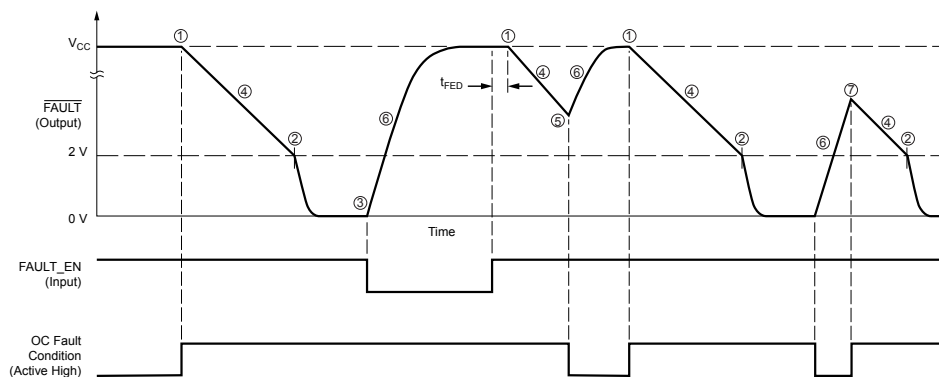 ① ① ① ①
V_CC
t_FED
④ ⑥ ④ ⑥ ④ ⑦
FAULT
(Output)
⑤ ⑥ ④
② ② ②
2 V
③
0 V
Time
FAULT_EN
(Input)
OC Fault
Condition
(Active High)